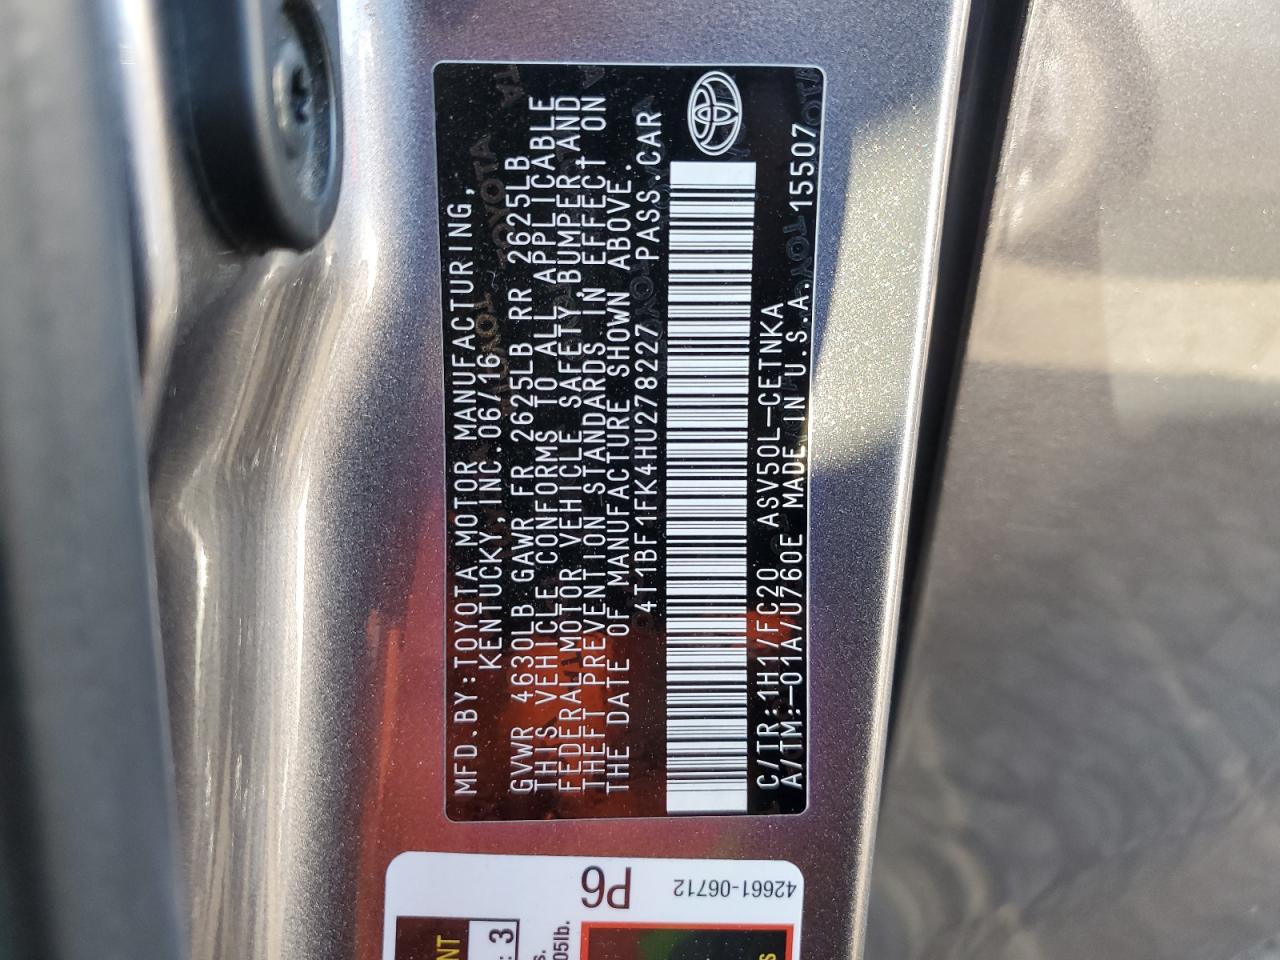 MFD.BY:TOYOTA MOTOR MANUFACTURING,
KENTUCKY,INC.06/16
GVWR 4630LB GAWR FR 2625LB RR 2625LB
THIS VEHICLE CONFORMS TO ALL APPLICABLE
FEDERAL MOTOR VEHICLE SAFETY,BUMPER,AND
THEFT PREVENTION STANDARDS IN EFFECT ON
THE DATE OF MANUFACTURE SHOWN ABOVE.
4T1BF1FK4HU278227 PASS.CAR
C/TR:1H1/FC20 ASV50L-CETNKA
A/TM:-01A/U760E MADE IN U.S.A. 15507
P6
42661-06712
3